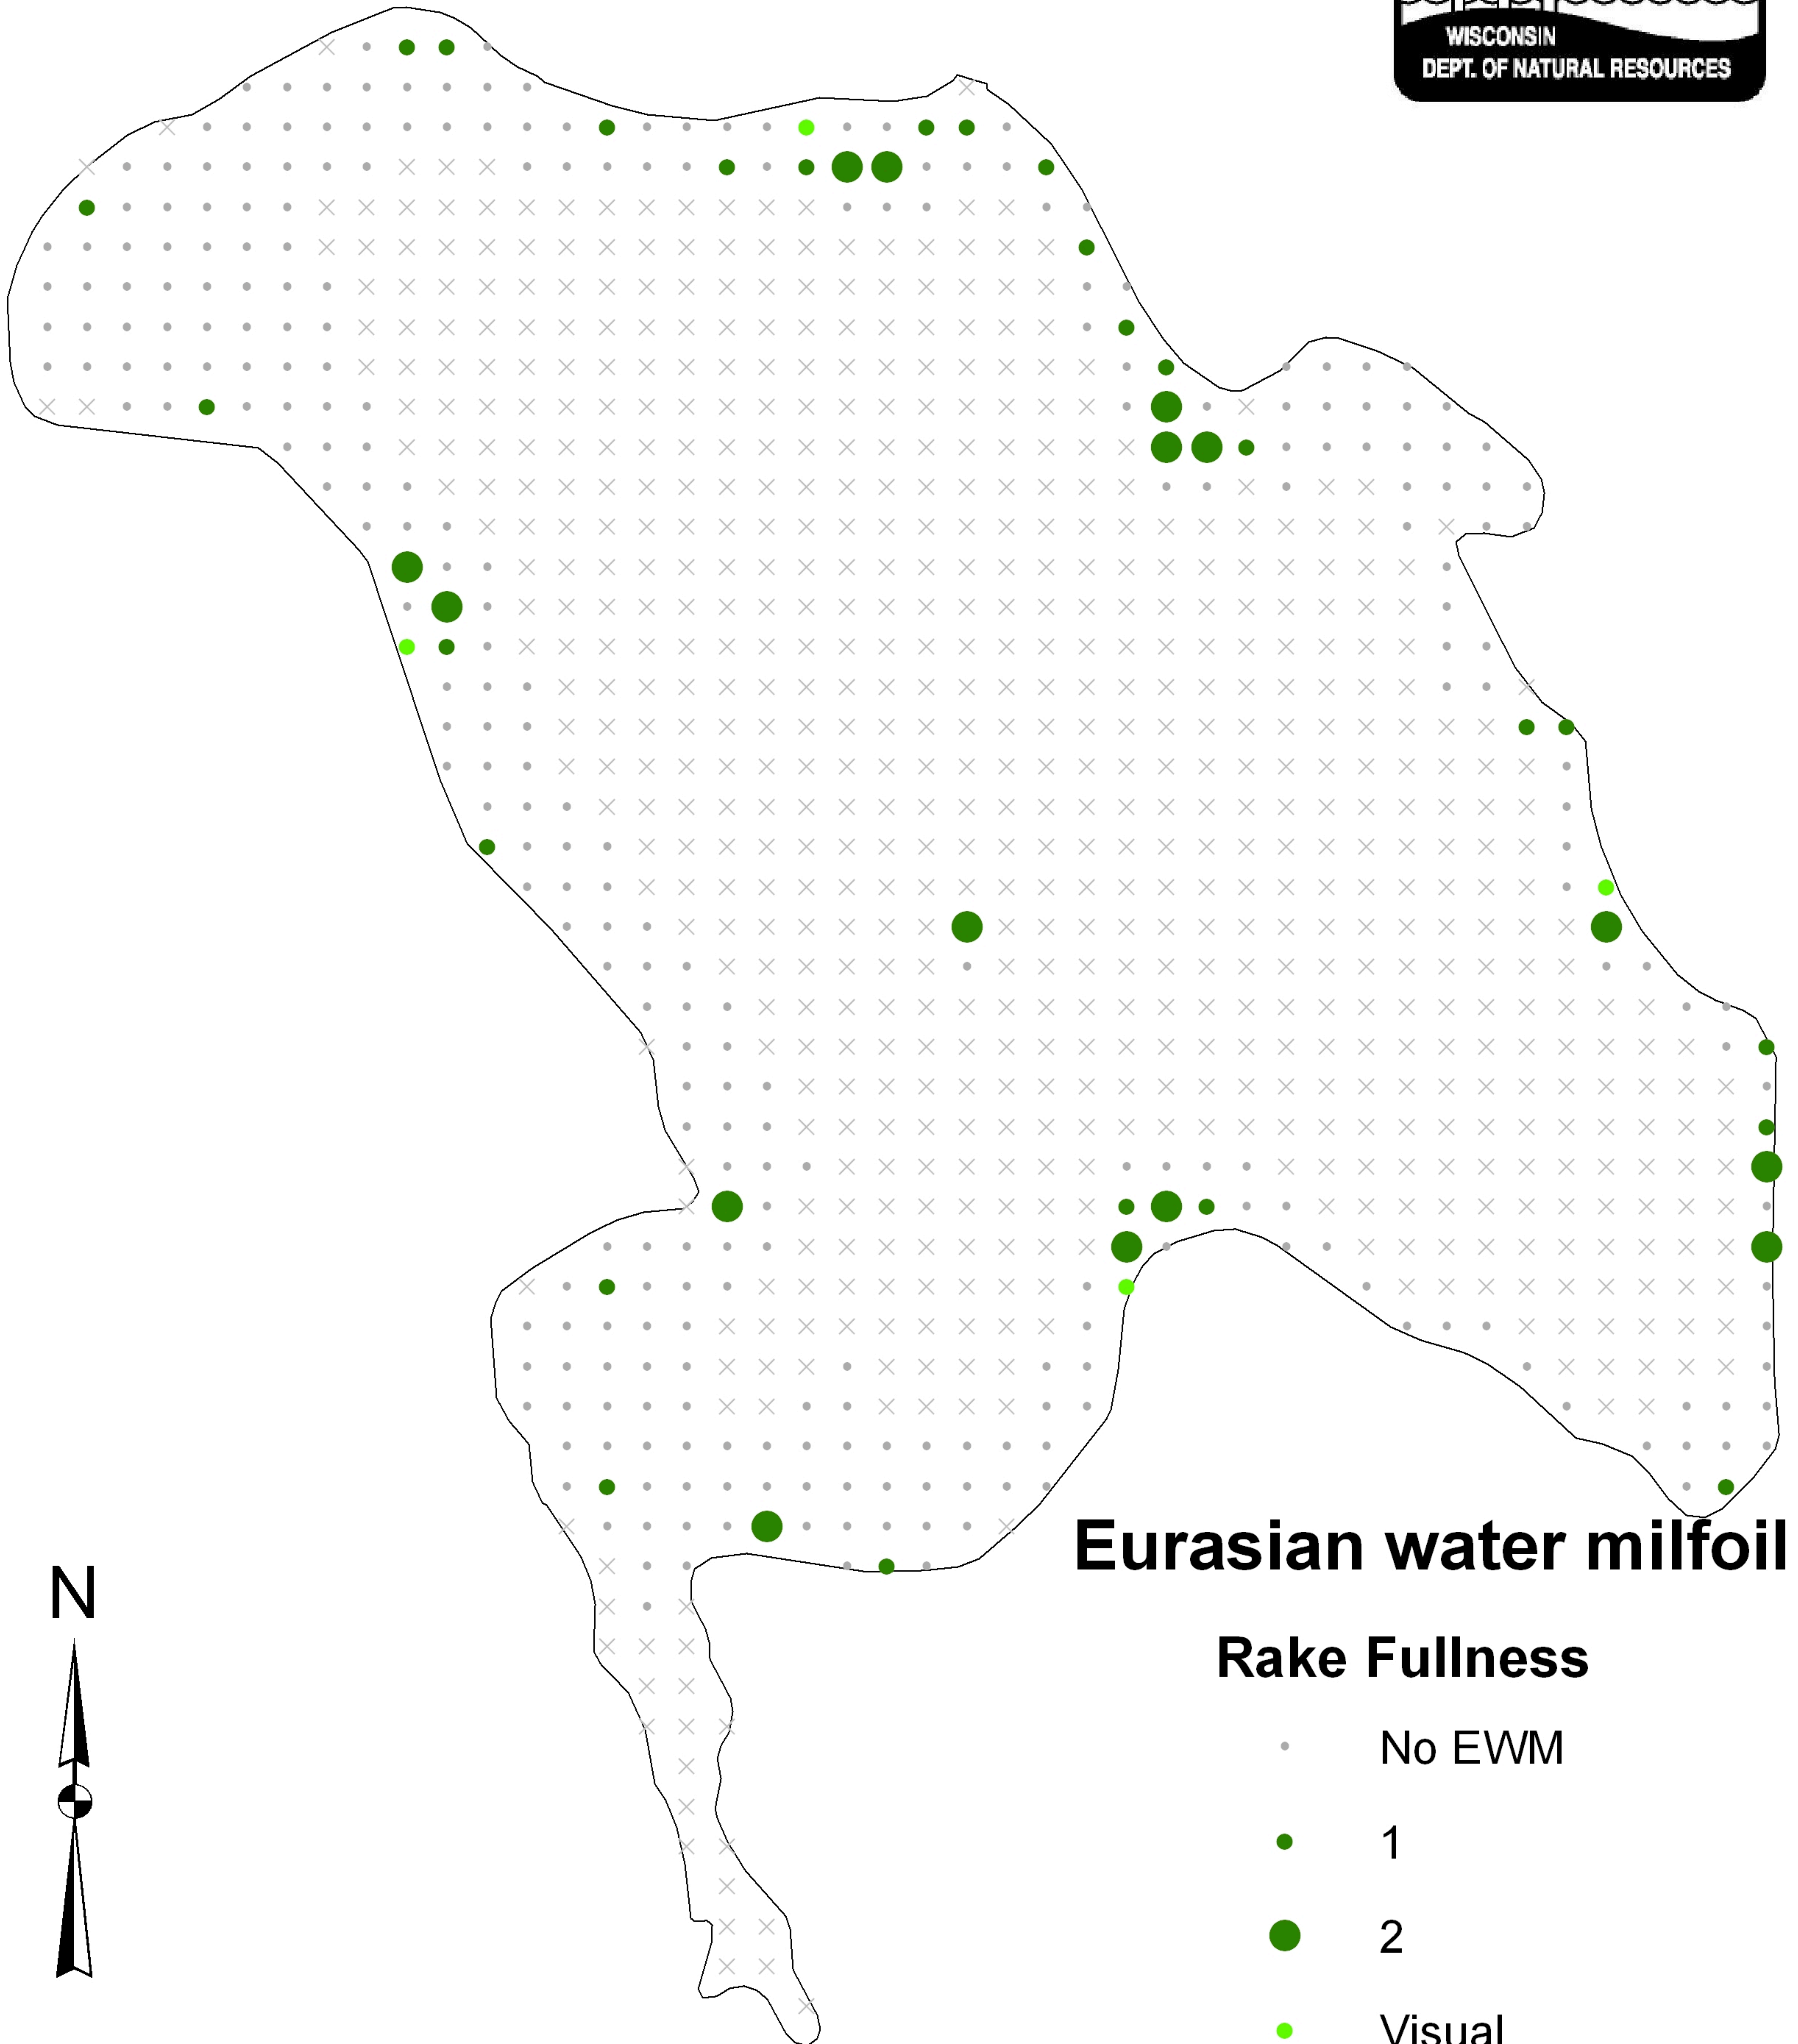 WISCONSIN
DEPT. OF NATURAL RESOURCES
Eurasian water milfoil
N
Rake Fullness
No EWM
1
2
Visual